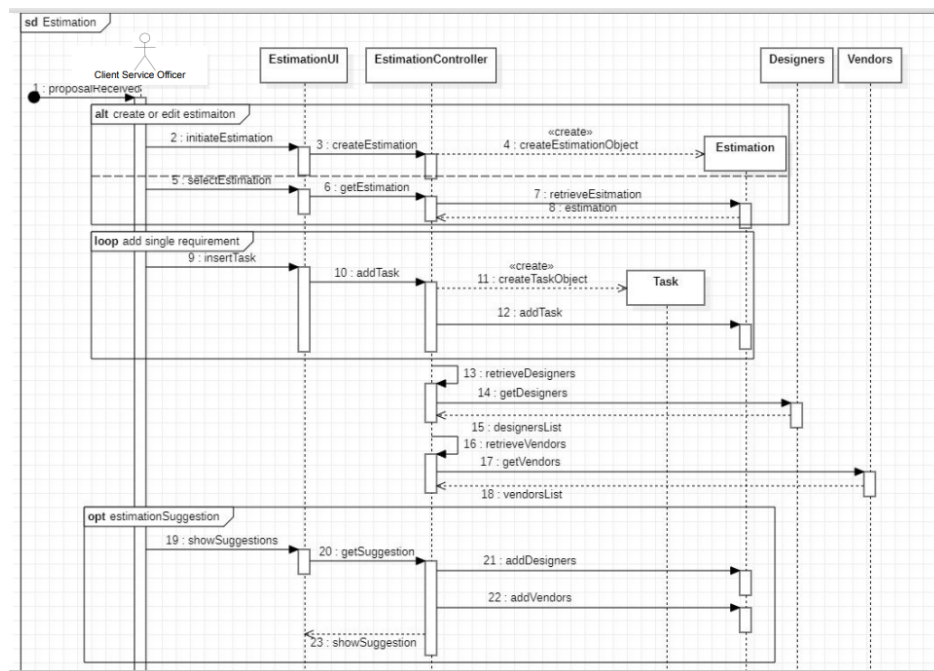 sd Estimation
Client Service Officer
EstimationUI
EstimationController
Designers
Vendors
1 : proposalReceived
alt create or edit estimaiton
2 : initiateEstimation
3 : createEstimation
«create»
4 : createEstimationObject
Estimation
5 : selectEstimation
6 : getEstimation
7 : retrieveEsitmation
8 : estimation
loop add single requirement
9 : insertTask
10 : addTask
«create»
11 : createTaskObject
Task
12 : addTask
13 : retrieveDesigners
14 : getDesigners
15 : designersList
16 : retrieveVendors
17 : getVendors
18 : vendorsList
opt estimationSuggestion
19 : showSuggestions
20 : getSuggestion
21 : addDesigners
22 : addVendors
23 : showSuggestion